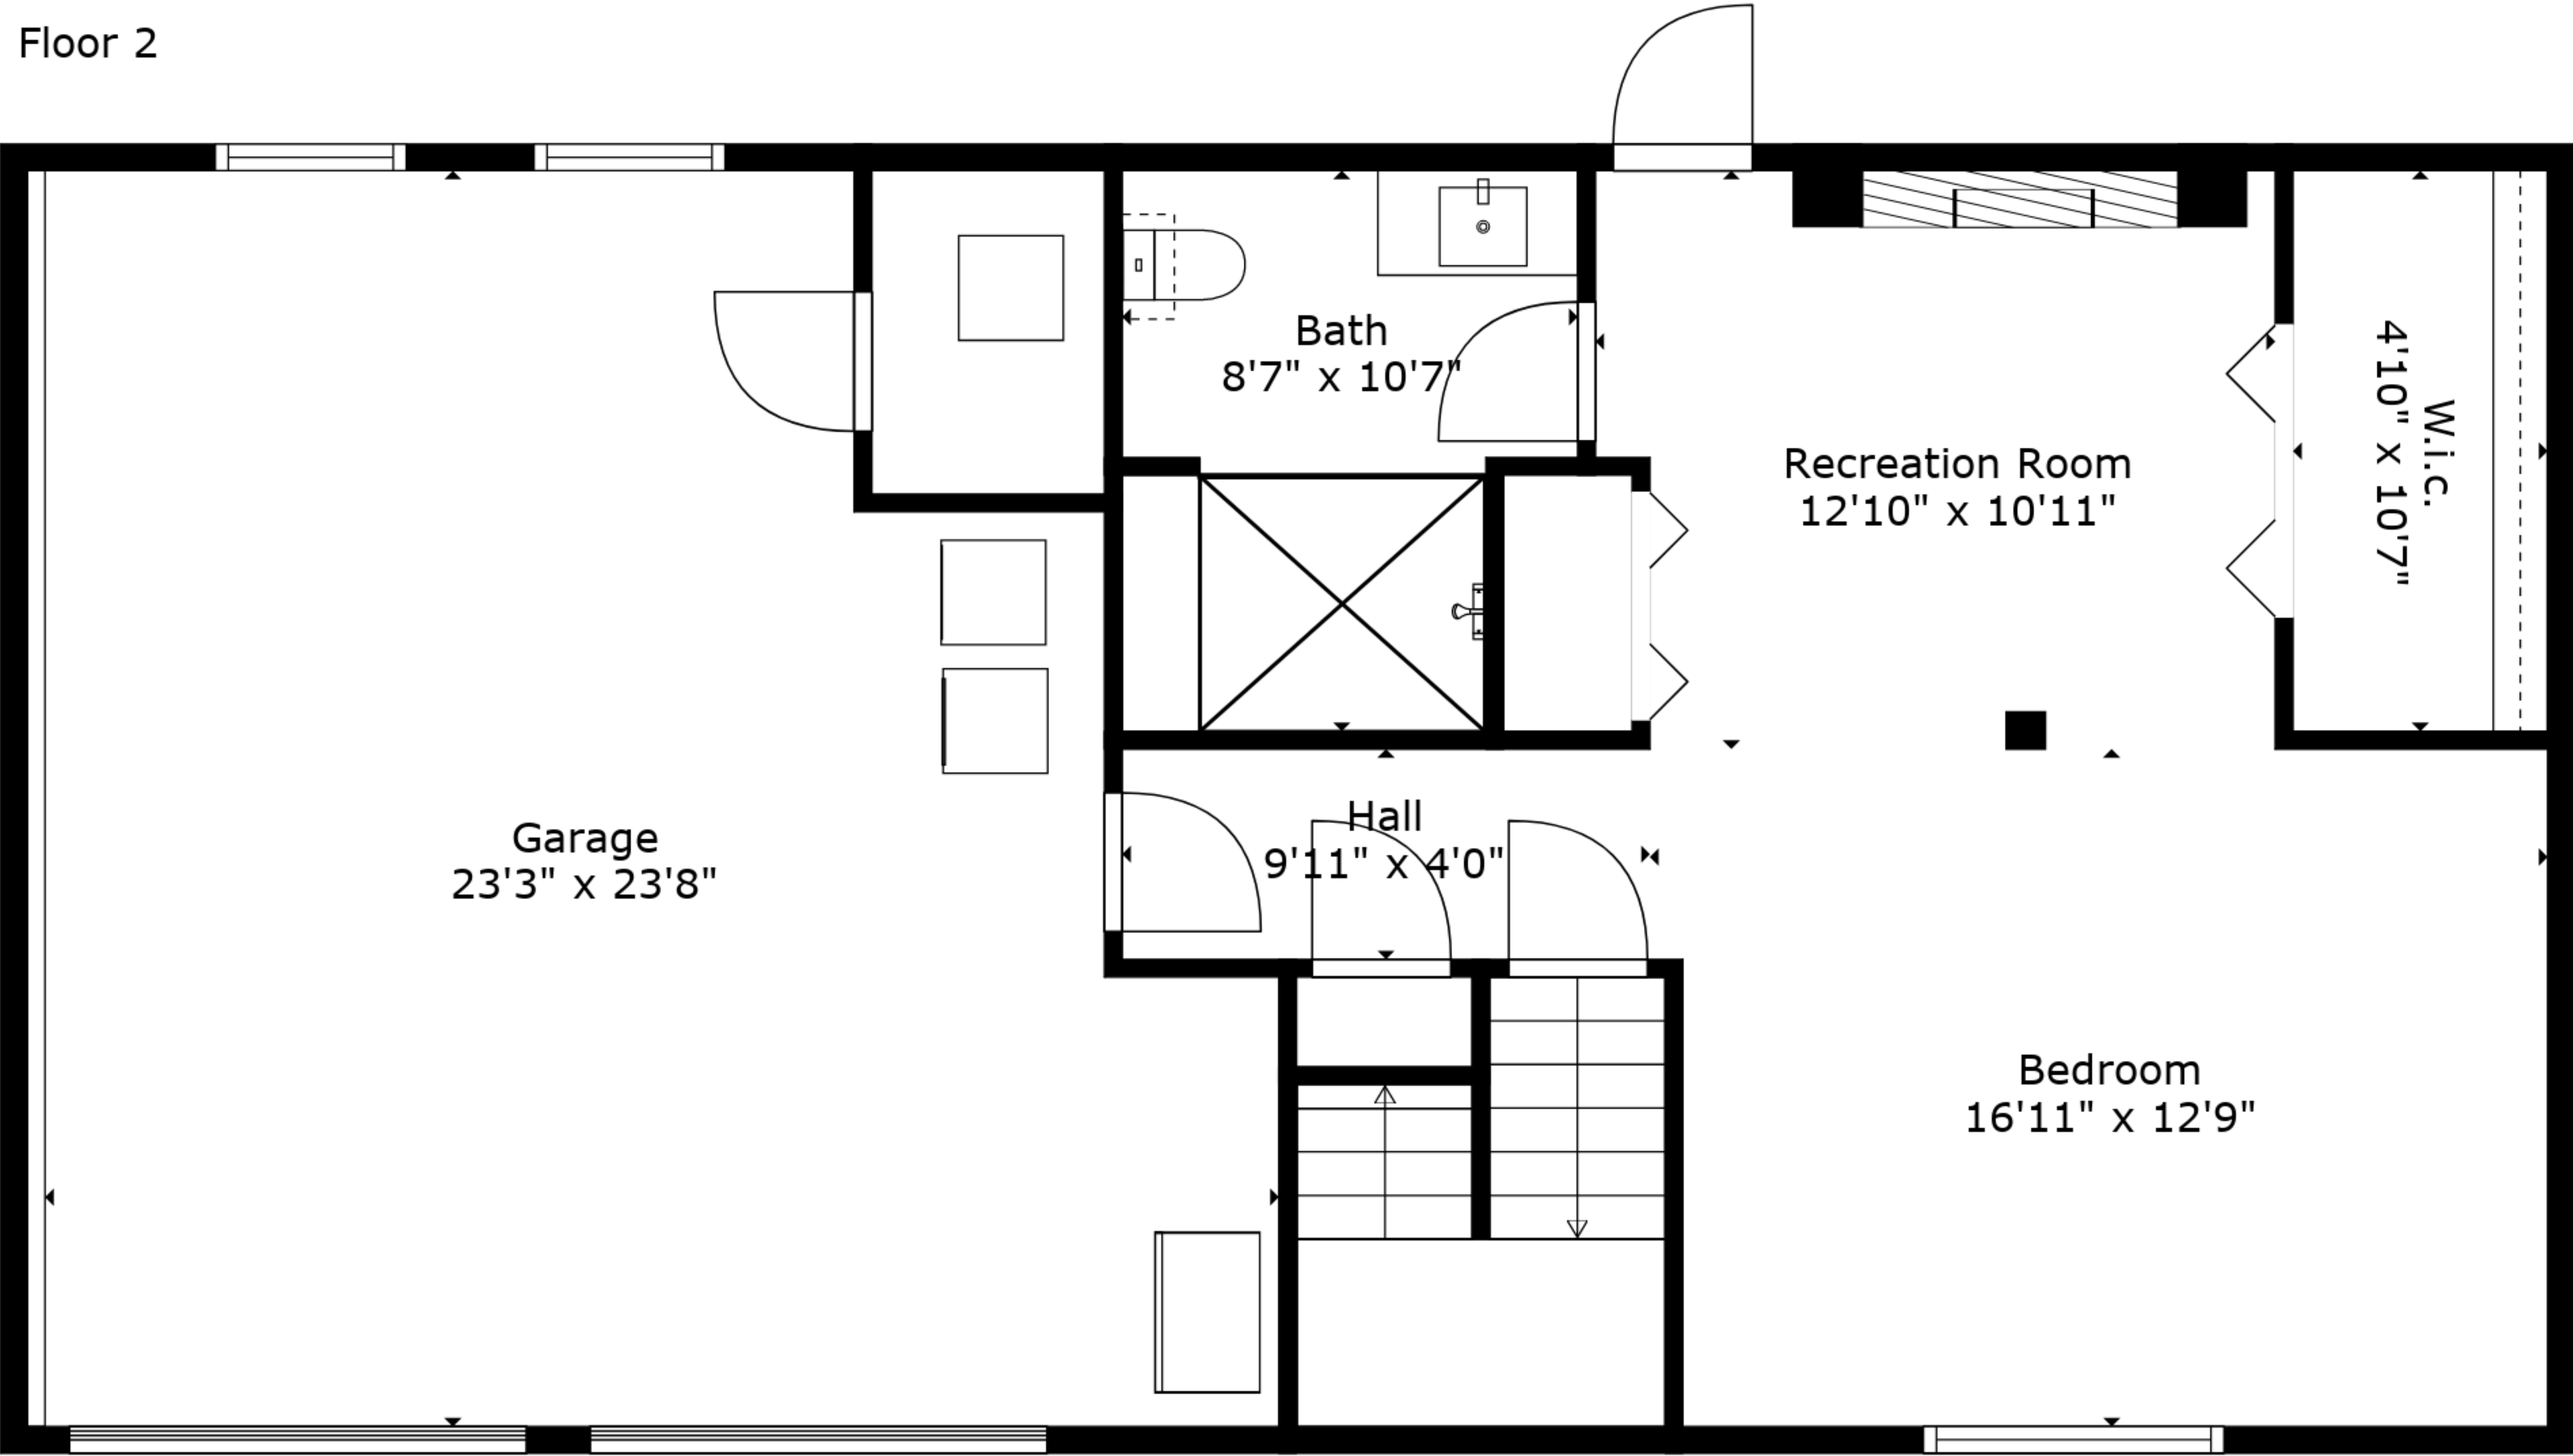 Floor 2
Bath
8'7" x 10'7"
Recreation Room
12'10" x 10'11"
W.i.c.
4'10" x 10'7"
Garage
23'3" x 23'8"
Hall
9'11" x 4'0"
Bedroom
16'11" x 12'9"